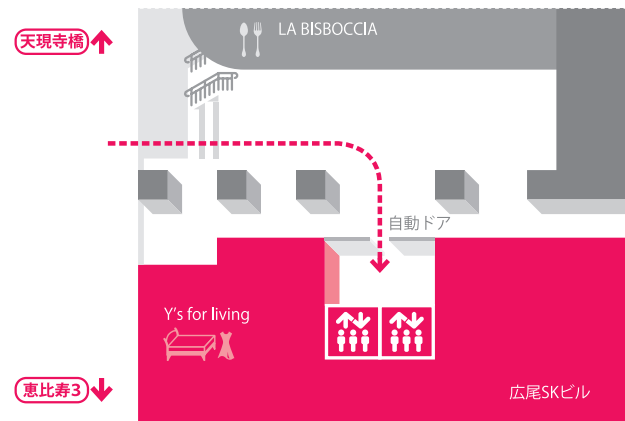 天現寺橋
LA BISBOCCIA
自動ドア
Y's for living
恵比寿3
広尾SKビル